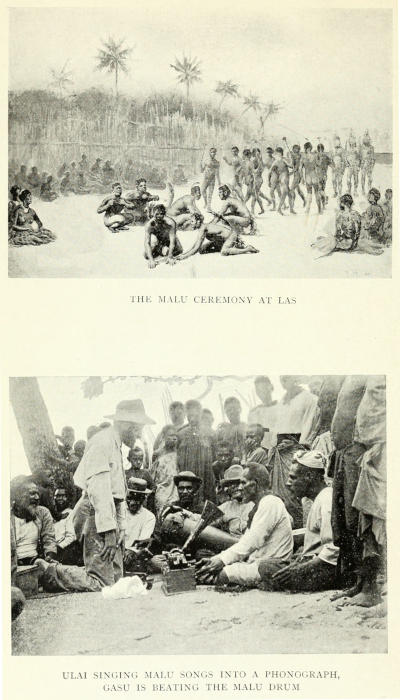 THE MALU CEREMONY AT LAS
ULAI SINGING MALU SONGS INTO A PHONOGRAPH,
GASU IS BEATING THE MALU DRUM